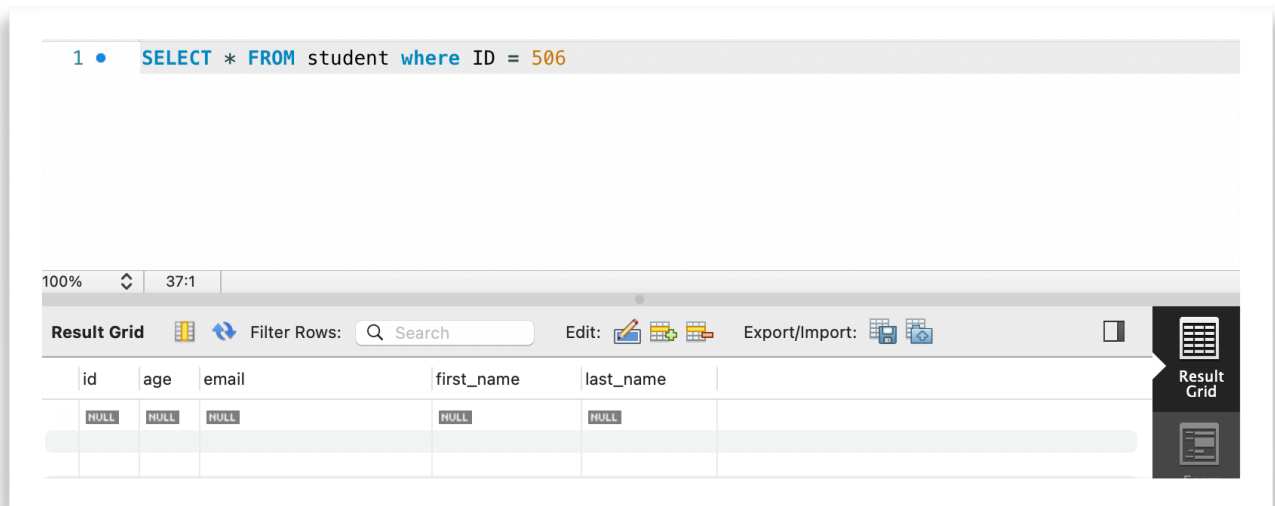 1 SELECT * FROM student where ID = 506
100% 37:1
Result Grid Filter Rows: Search Edit: Export/Import:
id age email first_name last_name
NULL NULL NULL NULL NULL
Result
Grid